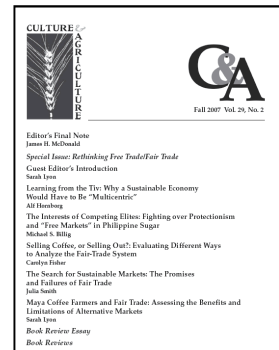 CULTURE &
AGRICULTURE
C&A
Fall 2007 Vol. 29, No. 2
Editor's Final Note
James H. McDonald
Special Issue: Rethinking Free Trade/Fair Trade
Guest Editor's Introduction
Sarah Lyon
Learning from the Tiv: Why a Sustainable Economy
Would Have to Be "Multicentric"
Alf Hornborg
The Interests of Competing Elites: Fighting over Protectionism
and "Free Markets" in Philippine Sugar
Michael S. Billig
Selling Coffee, or Selling Out?: Evaluating Different Ways
to Analyze the Fair-Trade System
Carolyn Fisher
The Search for Sustainable Markets: The Promises
and Failures of Fair Trade
Julia Smith
Maya Coffee Farmers and Fair Trade: Assessing the Benefits and
Limitations of Alternative Markets
Sarah Lyon
Book Review Essay
Book Reviews